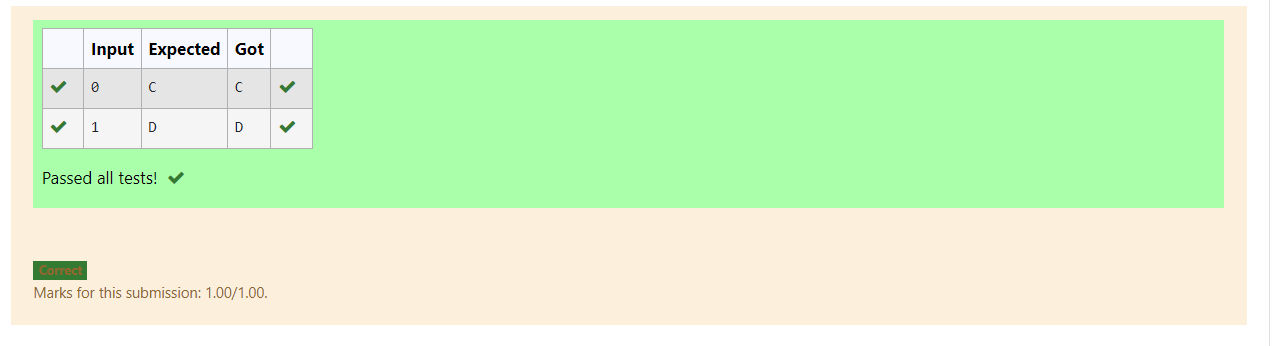 Input Expected Got
0 C C
1 D D
Passed all tests!
Correct
Marks for this submission: 1.00/1.00.